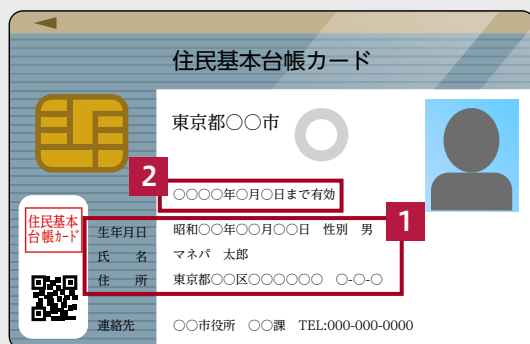 住民基本台帳カード
東京都○○市
2
○○○○年○月○日まで有効
1
住民基本
台帳カード
生年月日 昭和○○年○○月○○日 性別 男
氏 名 マネパ 太郎
住 所 東京都○○区○○○○○○ ○-○-○
連絡先 ○○市役所 ○○課 TEL:000-000-0000